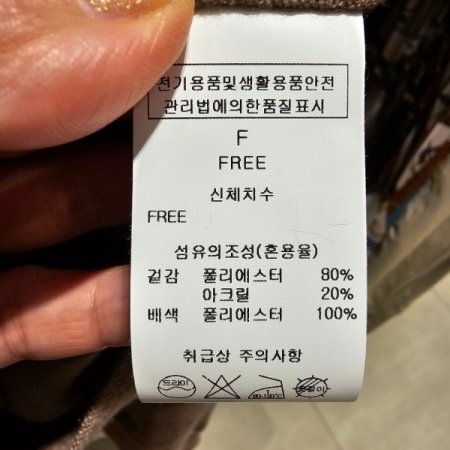 전기용품및생활용품안전
관리법에의한품질표시
F
FREE
신체치수
FREE
섬유의조성(혼용율)
겉감 폴리에스터 80%
아크릴 20%
배색 폴리에스터 100%
취급상 주의사항
드라이